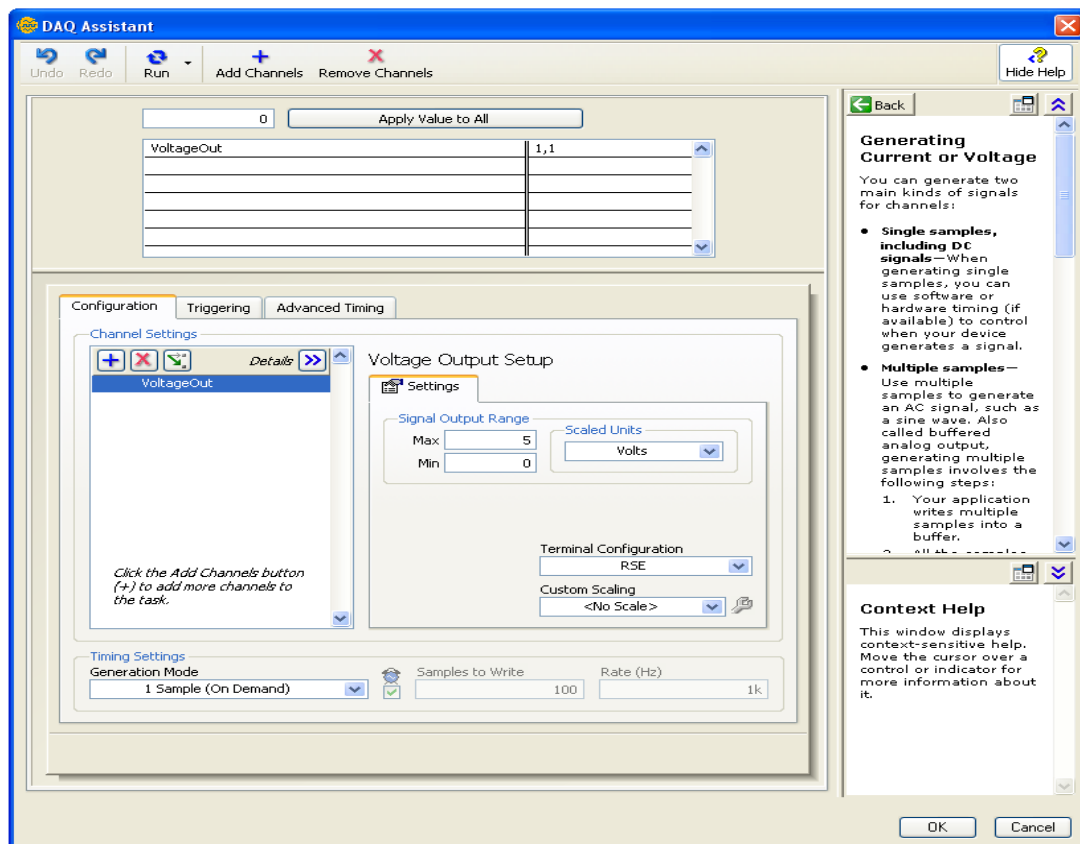 DAQ Assistant
Undo Redo Run Add Channels Remove Channels Hide Help
0 Apply Value to All
VoltageOut 1,1
Configuration Triggering Advanced Timing
Channel Settings
Details
VoltageOut
Click the Add Channels button
(+) to add more channels to
the task.
Voltage Output Setup
Settings
Signal Output Range
Max 5
Min 0
Scaled Units
Volts
Terminal Configuration
RSE
Custom Scaling
<No Scale>
Timing Settings
Generation Mode
1 Sample (On Demand)
Samples to Write
100
Rate (Hz)
1k
Back
Generating
Current or Voltage
You can generate two
main kinds of signals
for channels:
• Single samples,
including DC
signals—When
generating single
samples, you can
use software or
hardware timing (if
available) to control
when your device
generates a signal.
• Multiple samples—
Use multiple
samples to generate
an AC signal, such as
a sine wave. Also
called buffered
analog output,
generating multiple
samples involves the
following steps:
1. Your application
writes multiple
samples into a
buffer.
Context Help
This window displays
context-sensitive help.
Move the cursor over a
control or indicator for
more information about
it.
OK Cancel